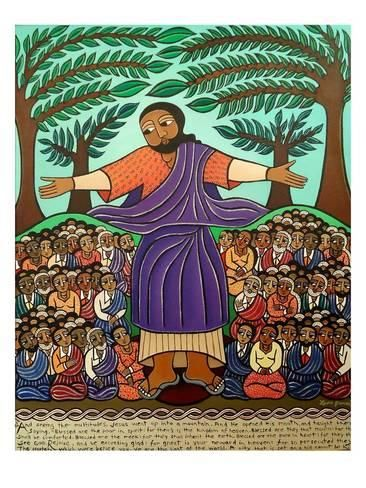 And seeing the multitudes, Jesus went up into a mountain. And He opened His mouth, and taught them
saying, "Blessed are the poor in spirit: for theirs is the kingdom of heaven. Blessed are they that mourn: for they
shall be comforted. Blessed are the meek: for they shall inherit the earth. Blessed are the pure in heart: for they shall
see God. Rejoice, and be exceeding glad: for great is your reward in heaven: for so persecuted they
the prophets which were before you. Ye are the salt of the world. A city that is set on a hill cannot be